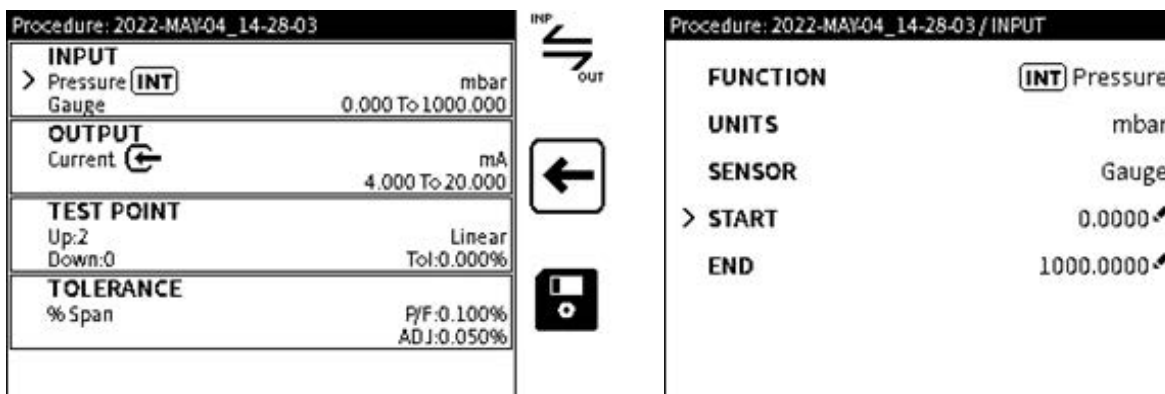 Procedure: 2022-MAY-04_14-28-03
INPUT
Pressure INT mbar
Gauge 0.000 To 1000.000
OUTPUT
Current mA
4.000 To 20.000
TEST POINT
Up:2 Linear
Down:0 Tol:0.000%
TOLERANCE
% Span P/F:0.100%
ADJ:0.050%
INP
OUT
Procedure: 2022-MAY-04_14-28-03 / INPUT
FUNCTION INT Pressure
UNITS mbar
SENSOR Gauge
> START 0.0000
END 1000.0000